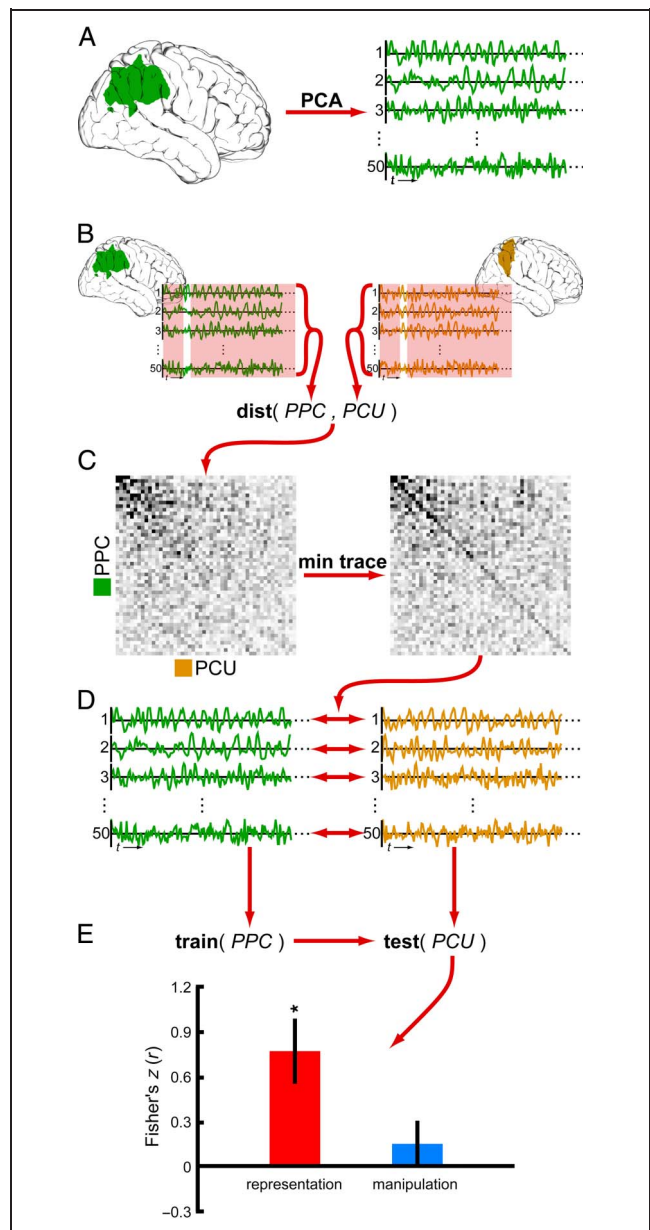 A
PCA
1
2
3
⋮ ⋮
50
t →
B
1 1
2 2
3 3
⋮ ⋮ ⋮ ⋮
50 50
t → t →
dist( PPC , PCU )
C
PPC
min trace
PCU
D
1 1
2 2
3 3
⋮ ⋮ ⋮ ⋮
50 50
t → t →
E
train( PPC ) test( PCU )
1.2
*
0.9
0.6
0.3
0
−0.3
Fisher's z (r)
representation manipulation